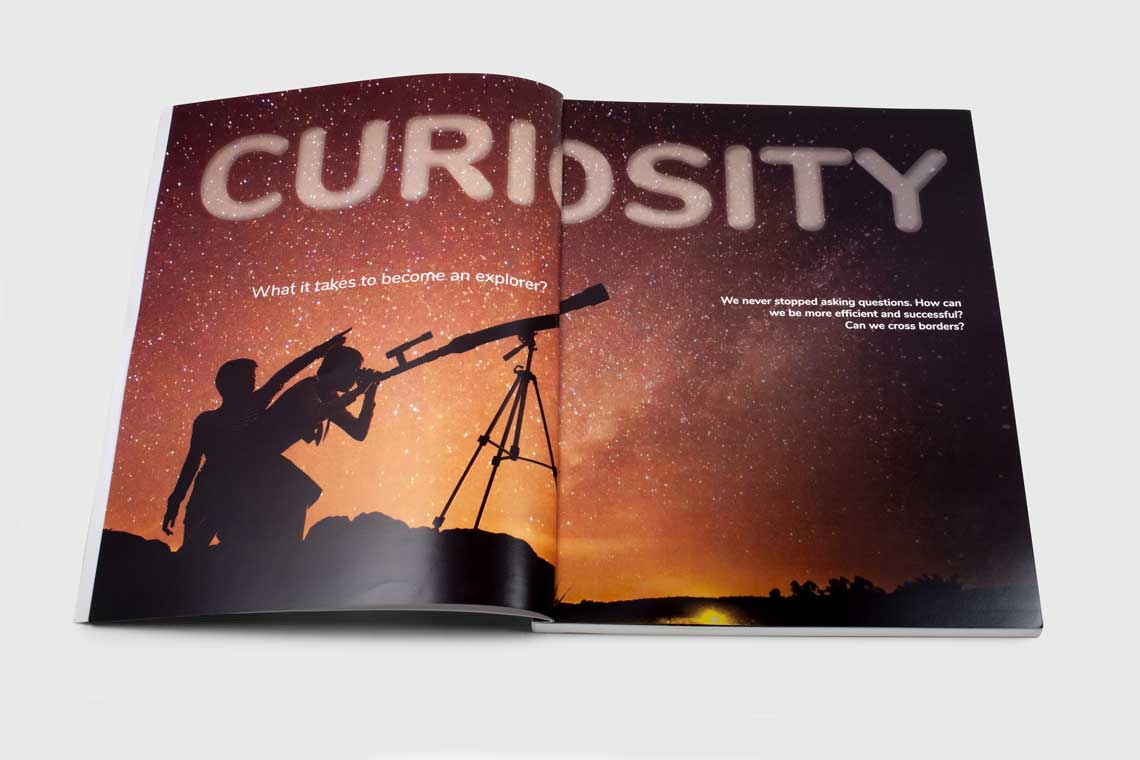 CURIOSITY
What it takes to become an explorer?
We never stopped asking questions. How can
we be more efficient and successful?
Can we cross borders?